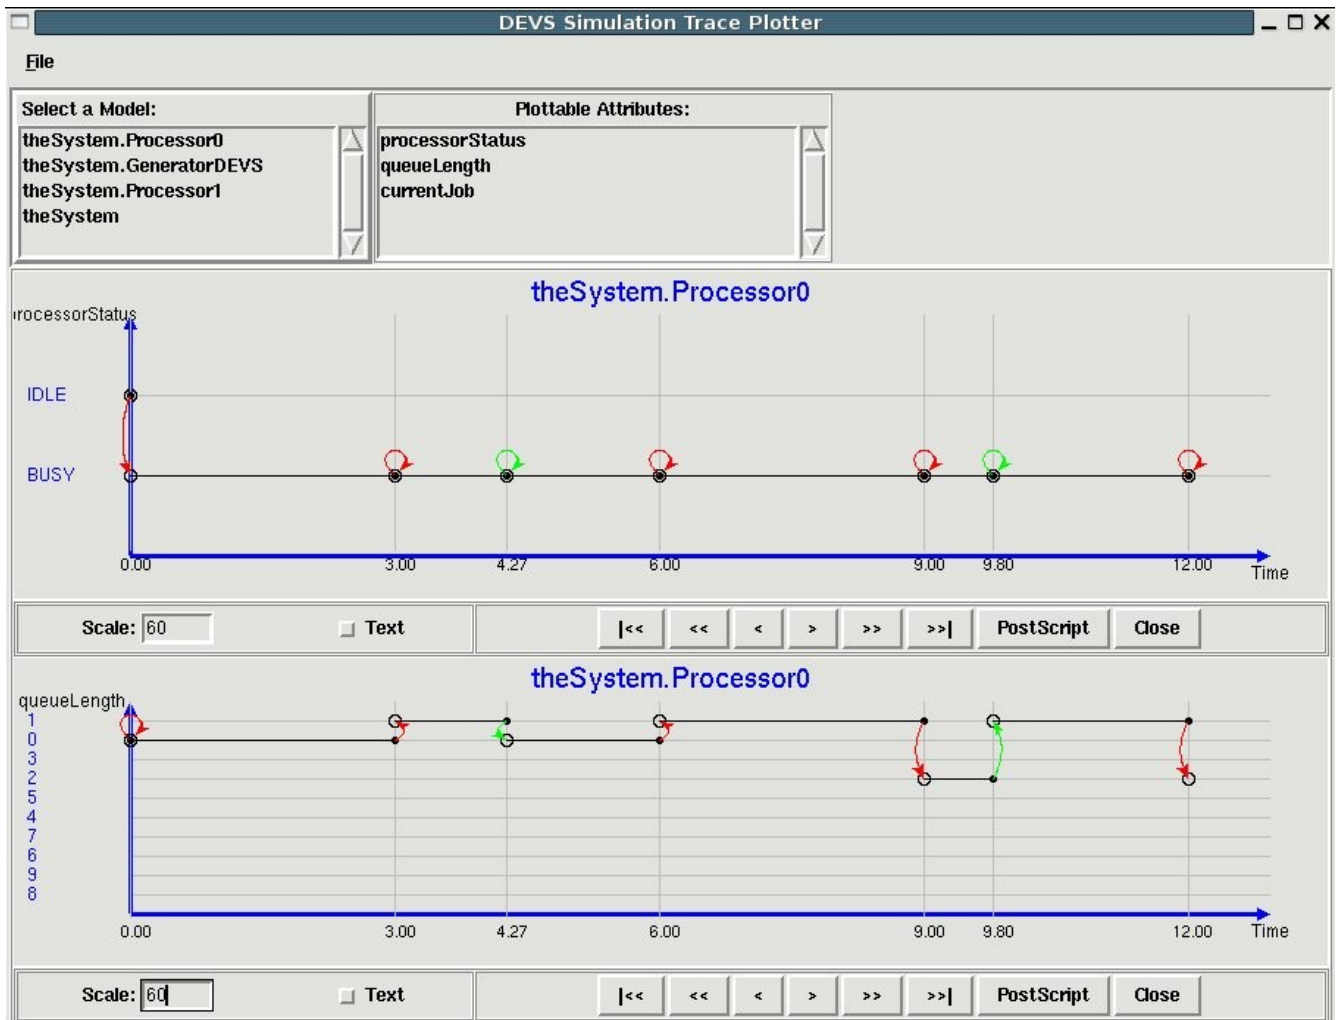 DEVS Simulation Trace Plotter
File
Select a Model:
theSystem.Processor0
theSystem.GeneratorDEVS
theSystem.Processor1
theSystem
Plottable Attributes:
processorStatus
queueLength
currentJob
theSystem.Processor0
rocessorStatus
IDLE
BUSY
0.00 3.00 4.27 6.00 9.00 9.80 12.00 Time
Scale: 60 Text |<< << < > >> >>| PostScript Close
theSystem.Processor0
queueLength
1
0
3
2
5
4
7
6
9
8
0.00 3.00 4.27 6.00 9.00 9.80 12.00 Time
Scale: 60 Text |<< << < > >> >>| PostScript Close